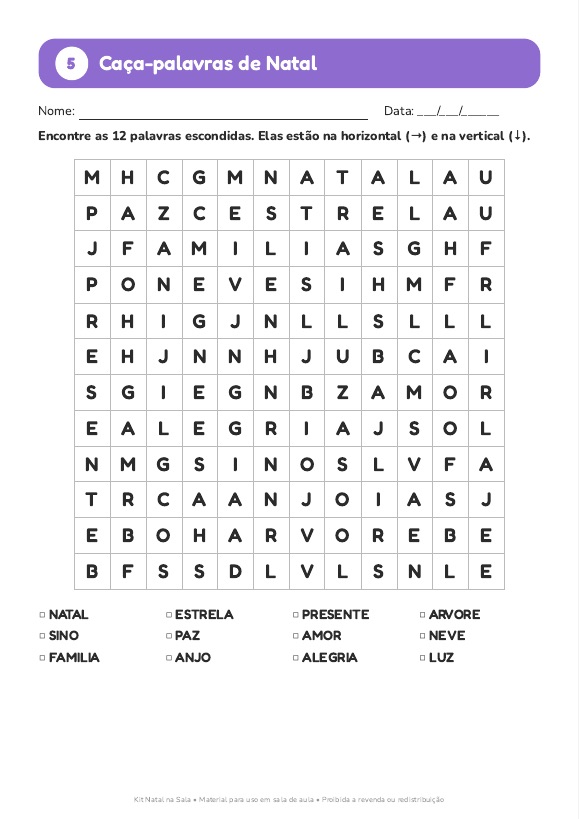 5 Caça-palavras de Natal
Nome: Data: ___/___/______
Encontre as 12 palavras escondidas. Elas estão na horizontal (→) e na vertical (↓).
M H C G M N A T A L A U
P A Z C E S T R E L A U
J F A M I L I A S G H F
P O N E V E S I H M F R
R H I G J N L L S L L L
E H J N N H J U B C A I
S G I E G N B Z A M O R
E A L E G R I A J S O L
N M G S I N O S L V F A
T R C A A N J O I A S J
E B O H A R V O R E B E
B F S S D L V L S N L E
□ NATAL □ ESTRELA □ PRESENTE □ ARVORE
□ SINO □ PAZ □ AMOR □ NEVE
□ FAMILIA □ ANJO □ ALEGRIA □ LUZ
Kit Natal na Sala • Material para uso em sala de aula • Proibida a revenda ou redistribuição